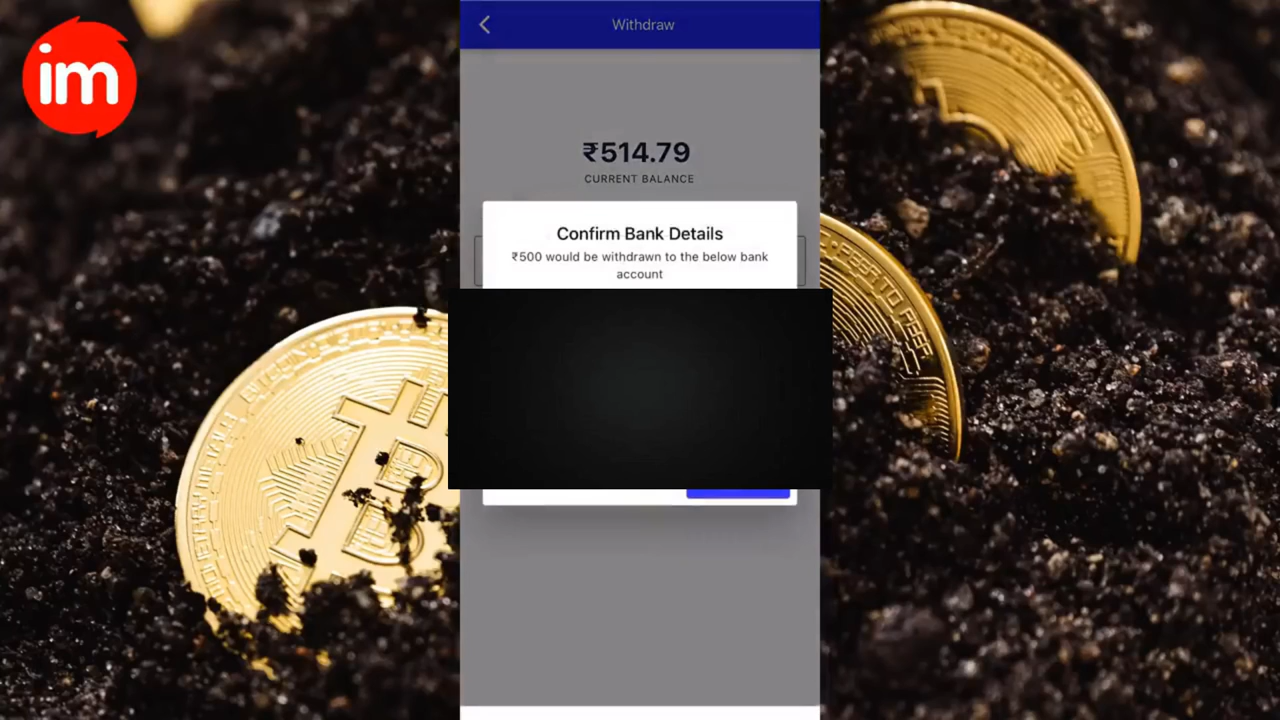 im
Withdraw
₹514.79
CURRENT BALANCE
Confirm Bank Details
₹500 would be withdrawn to the below bank
account